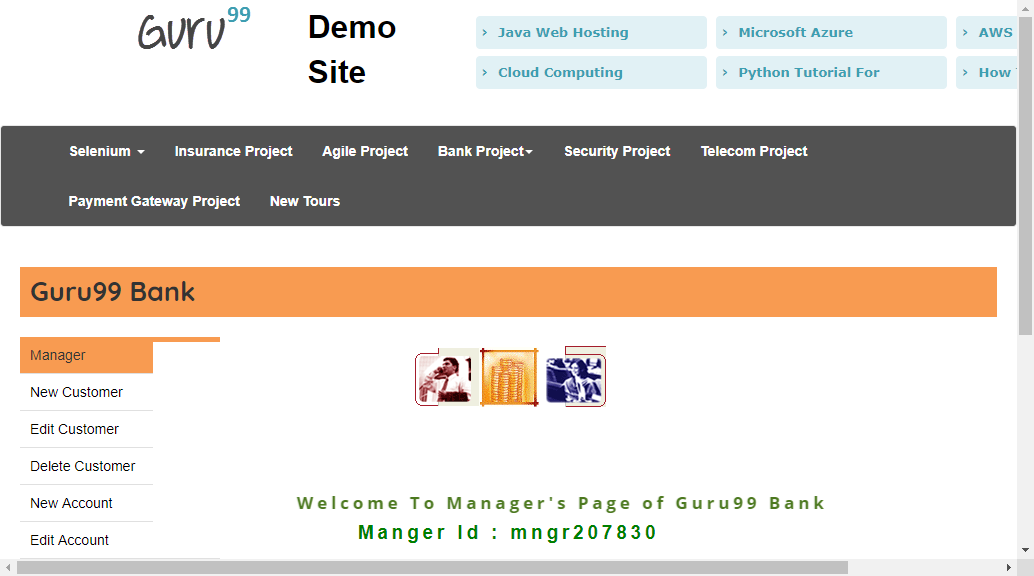 Guru99
Demo
Site
› Java Web Hosting
› Microsoft Azure
› AWS
› Cloud Computing
› Python Tutorial For
› How
Selenium Insurance Project Agile Project Bank Project Security Project Telecom Project
Payment Gateway Project New Tours
Guru99 Bank
Manager
New Customer
Edit Customer
Delete Customer
New Account
Edit Account
Welcome To Manager's Page of Guru99 Bank
Manger Id : mngr207830